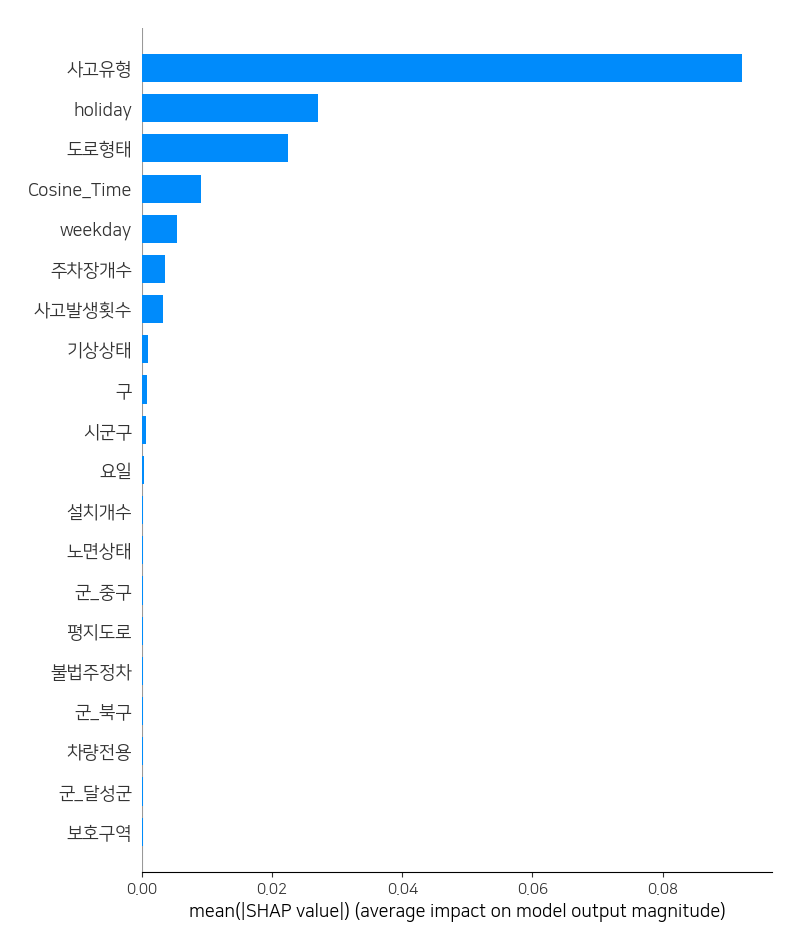 사고유형
holiday
도로형태
Cosine_Time
weekday
주차장개수
사고발생횟수
기상상태
구
시군구
요일
설치개수
노면상태
군_중구
평지도로
불법주정차
군_북구
차량전용
군_달성군
보호구역
0.00 0.02 0.04 0.06 0.08
mean(|SHAP value|) (average impact on model output magnitude)